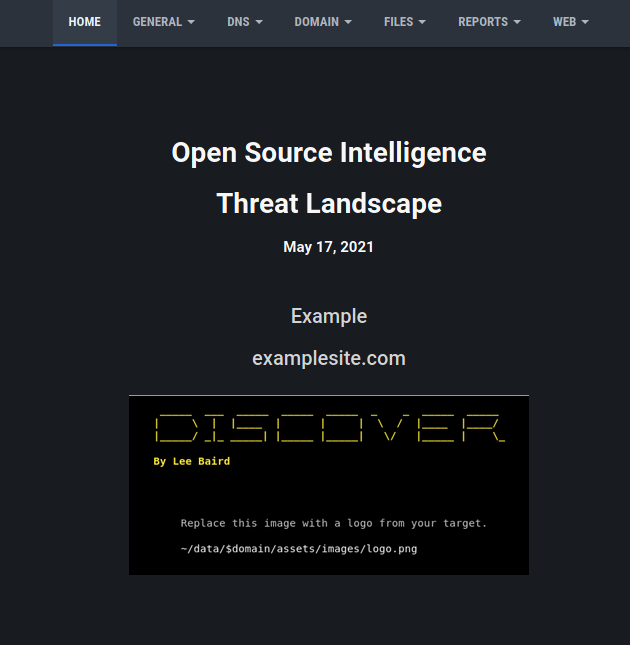 HOME GENERAL DNS DOMAIN FILES REPORTS WEB
Open Source Intelligence
Threat Landscape
May 17, 2021
Example
examplesite.com
DISCOVER
By Lee Baird
Replace this image with a logo from your target.
~/data/$domain/assets/images/logo.png